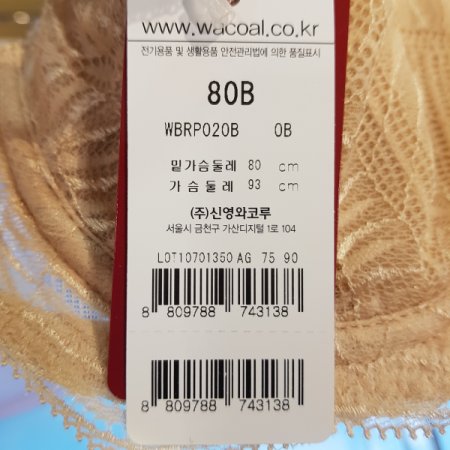 www.wacoal.co.kr
전기용품 및 생활용품 안전관리법에 의한 품질표시
80B
WBRP020B OB
밑가슴둘레 80 cm
가슴둘레 93 cm
(주)신영와코루
서울시 금천구 가산디지털 1로 104
LOT10701350 AG 75 90
8 809788 743138
8 809788 743138